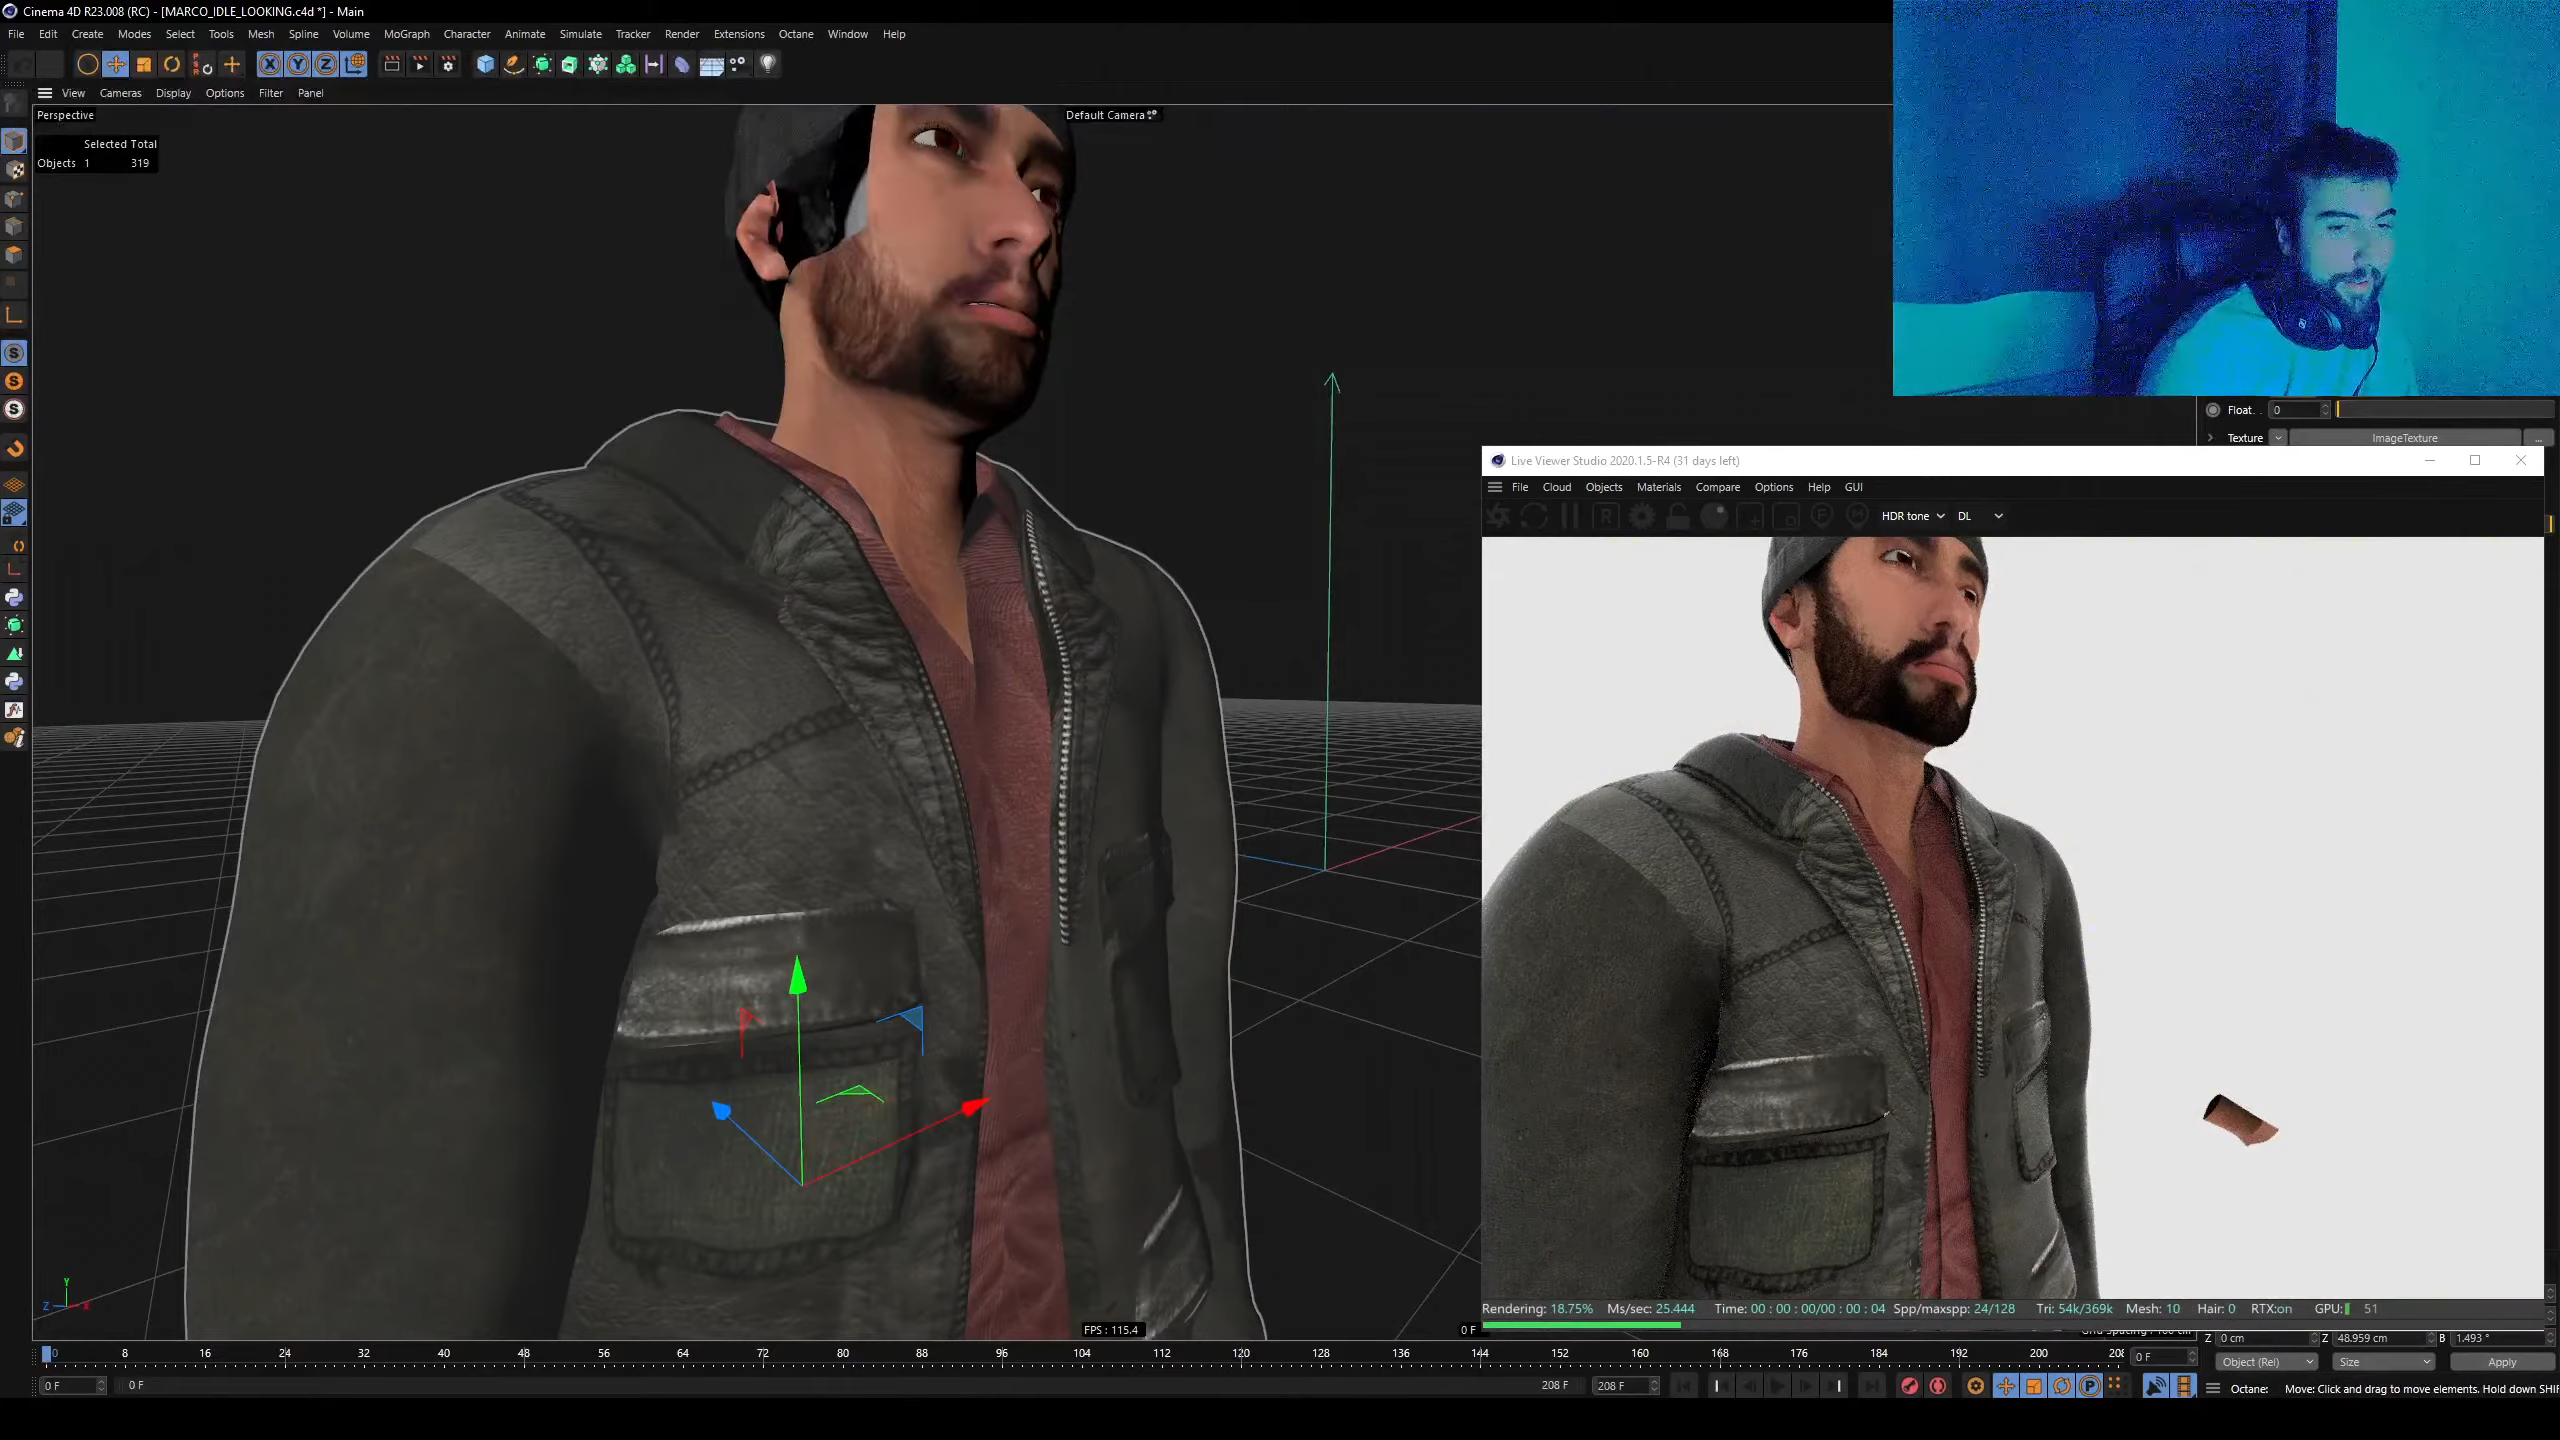 Cinema 4D R23.008 (RC) - [MARCO_IDLE_LOOKING.c4d *] - Main
File Edit Create Modes Select Tools Mesh Spline Volume MoGraph Character Animate Simulate Tracker Render Extensions Octane Window Help
View Cameras Display Options Filter Panel
Perspective
Default Camera
Selected Total
Objects 1 319
Float. . 0
Texture ImageTexture ...
Live Viewer Studio 2020.1.5-R4 (31 days left)
File Cloud Objects Materials Compare Options Help GUI
HDR tone DL
Rendering: 18.75% Ms/sec: 25.444 Time: 00 : 00 : 00/00 : 00 : 04 Spp/maxspp: 24/128 Tri: 54k/369k Mesh: 10 Hair: 0 RTX:on GPU: 51
Y
Z X
FPS : 115.4
0 F
Z 0 cm Z 48.959 cm B 1.493 °
0 8 16 24 32 40 48 56 64 72 80 88 96 104 112 120 128 136 144 152 160 168 176 184 192 200 208 0 F
Object (Rel) Size Apply
0 F 0 F 208 F 208 F
Octane: Move: Click and drag to move elements. Hold down SHIF